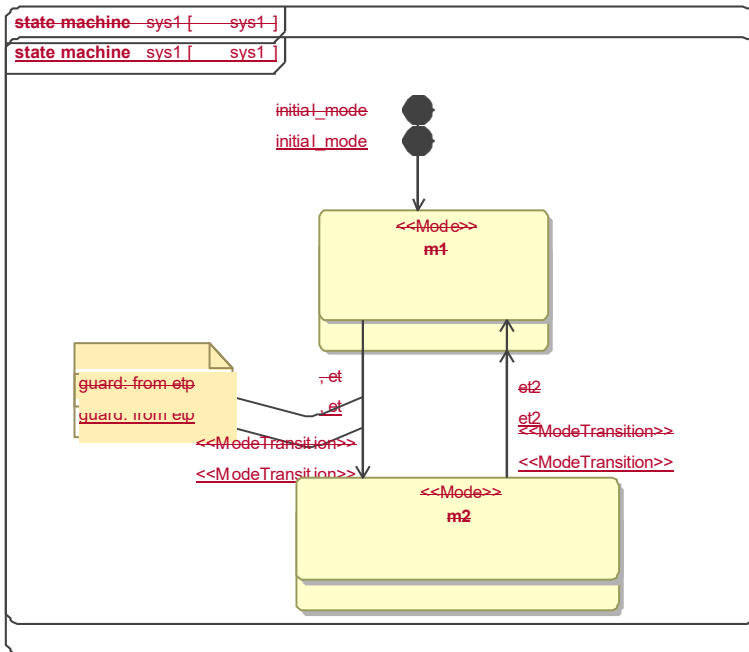 state machine sys1 [ sys1 ]
state machine sys1 [ sys1 ]
initial_mode
initial_mode
<<Mode>>
m1
guard: from etp
guard: from etp
, et
, et
et2
et2
<<ModeTransition>>
<<ModeTransition>>
<<ModeTransition>>
<<ModeTransition>>
<<Mode>>
m2